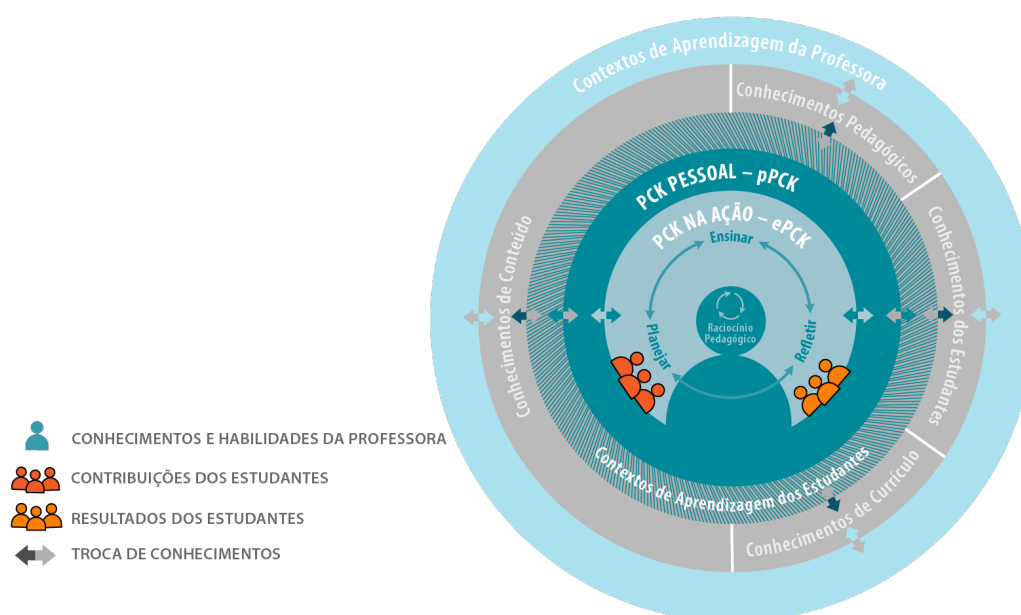 Contextos de Aprendizagem da Professora
Conhecimentos Pedagógicos
Conhecimentos de Conteúdo
Conhecimentos dos Estudantes
Conhecimentos de Currículo
Contextos de Aprendizagem dos Estudantes
PCK PESSOAL – pPCK
PCK NA AÇÃO – ePCK
Ensinar
Planejar
Refletir
Raciocínio
Pedagógico
CONHECIMENTOS E HABILIDADES DA PROFESSORA
CONTRIBUIÇÕES DOS ESTUDANTES
RESULTADOS DOS ESTUDANTES
TROCA DE CONHECIMENTOS